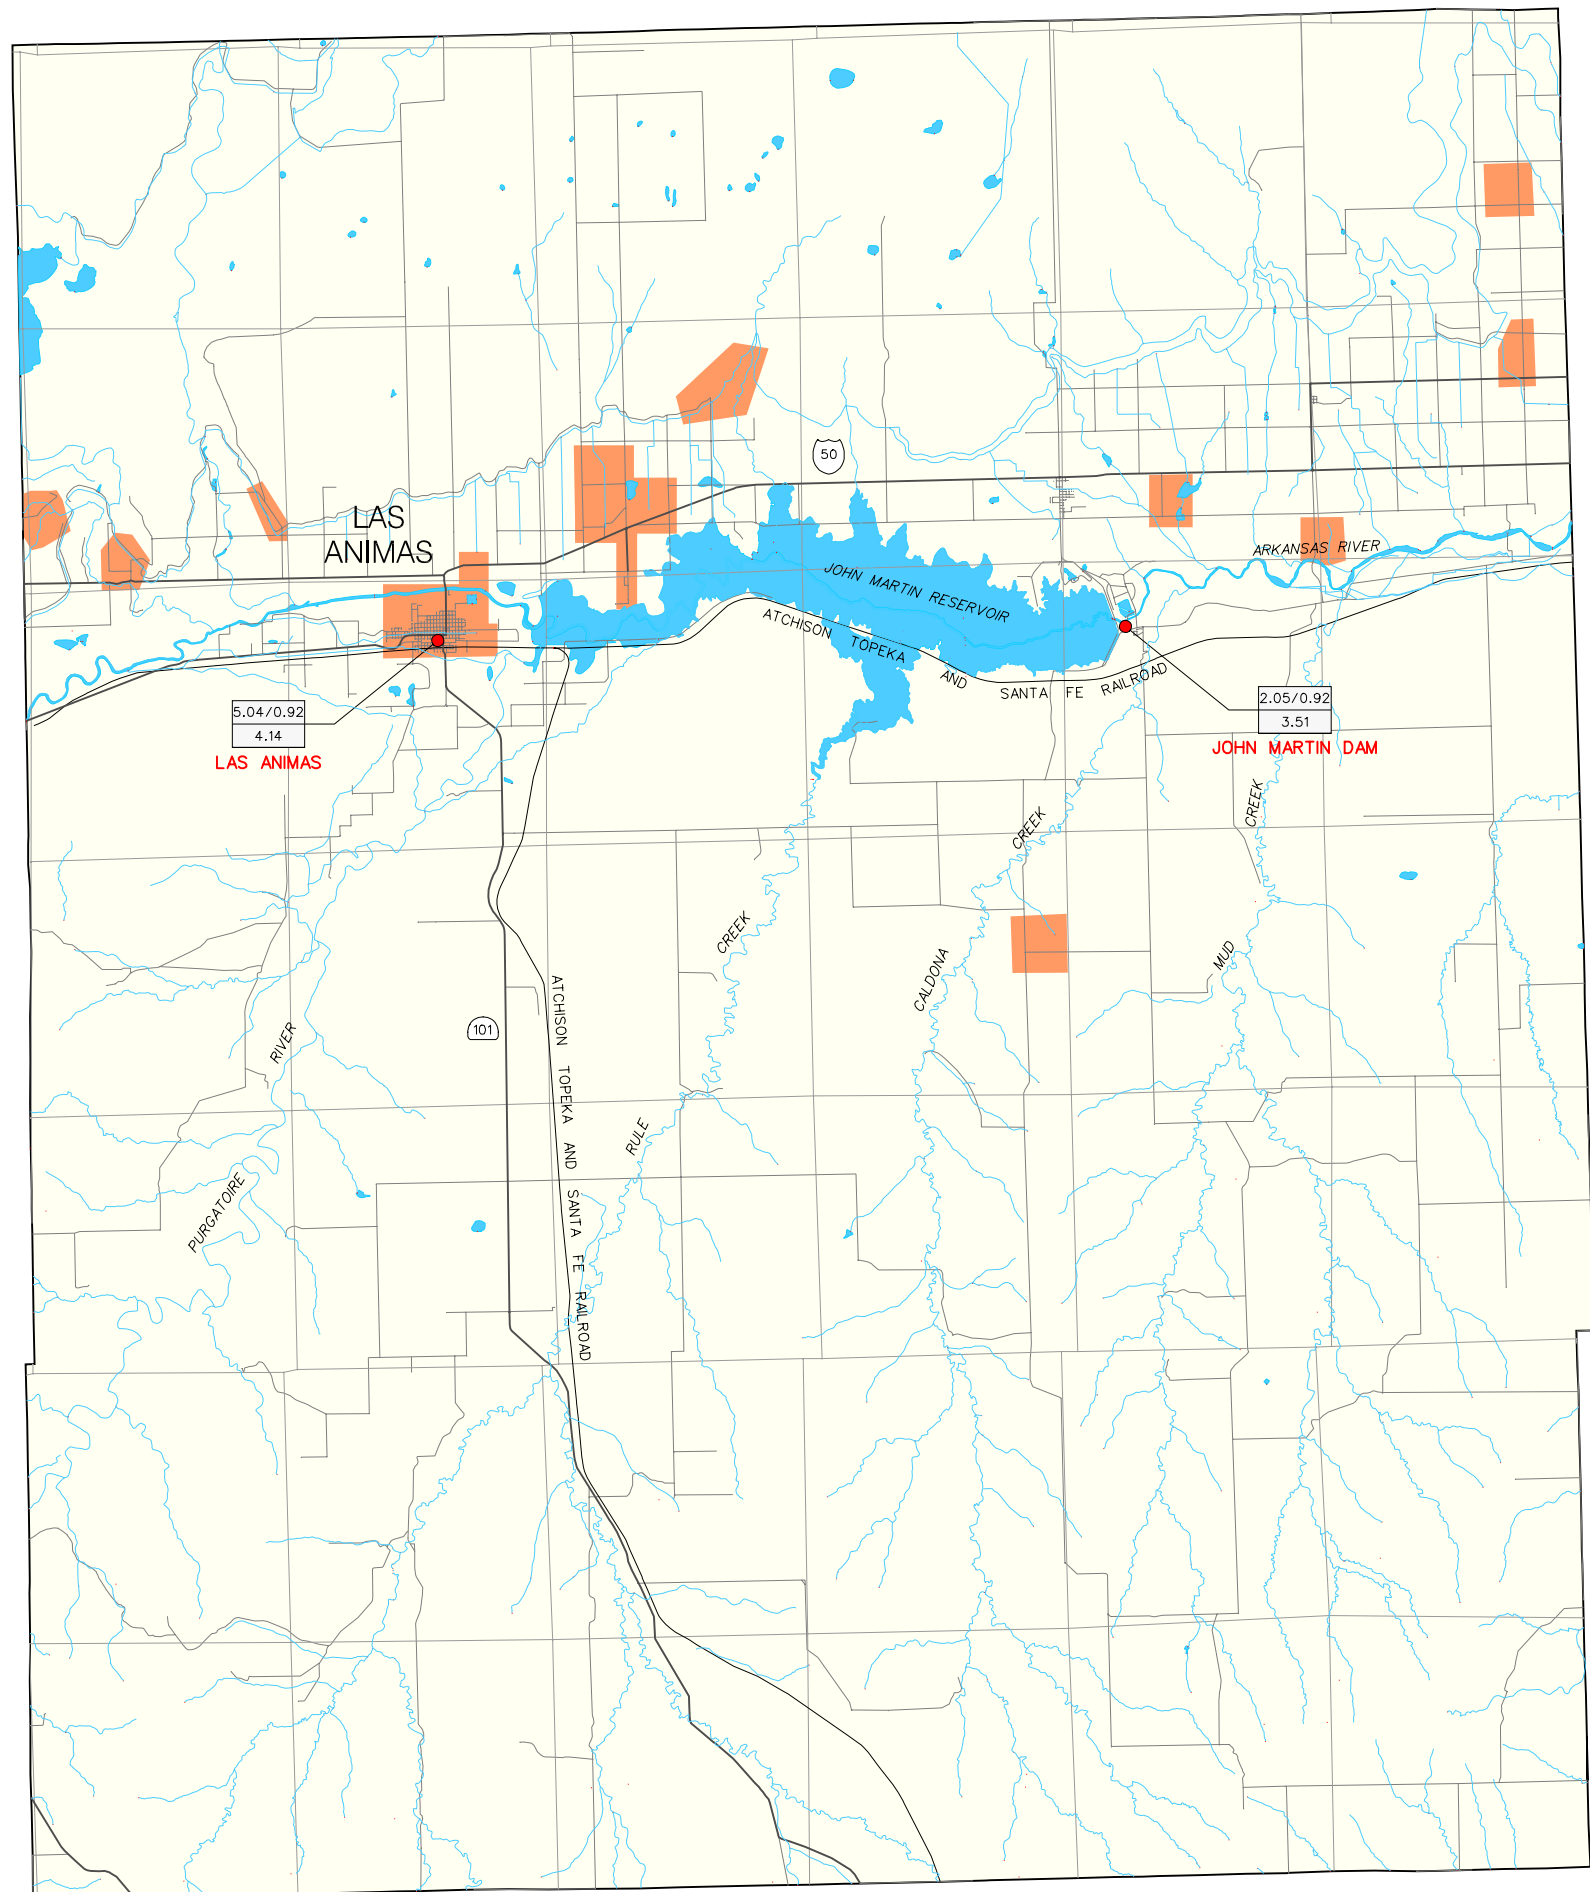 50
LAS
ANIMAS
ARKANSAS RIVER
JOHN MARTIN RESERVOIR
ATCHISON TOPEKA AND SANTA FE RAILROAD
5.04/0.92
4.14
LAS ANIMAS
2.05/0.92
3.51
JOHN MARTIN DAM
CREEK
CREEK
CREEK
MUD
CALDONA
101
RIVER
ATCHISON TOPEKA AND SANTA FE RAILROAD
RULE
PURGATOIRE